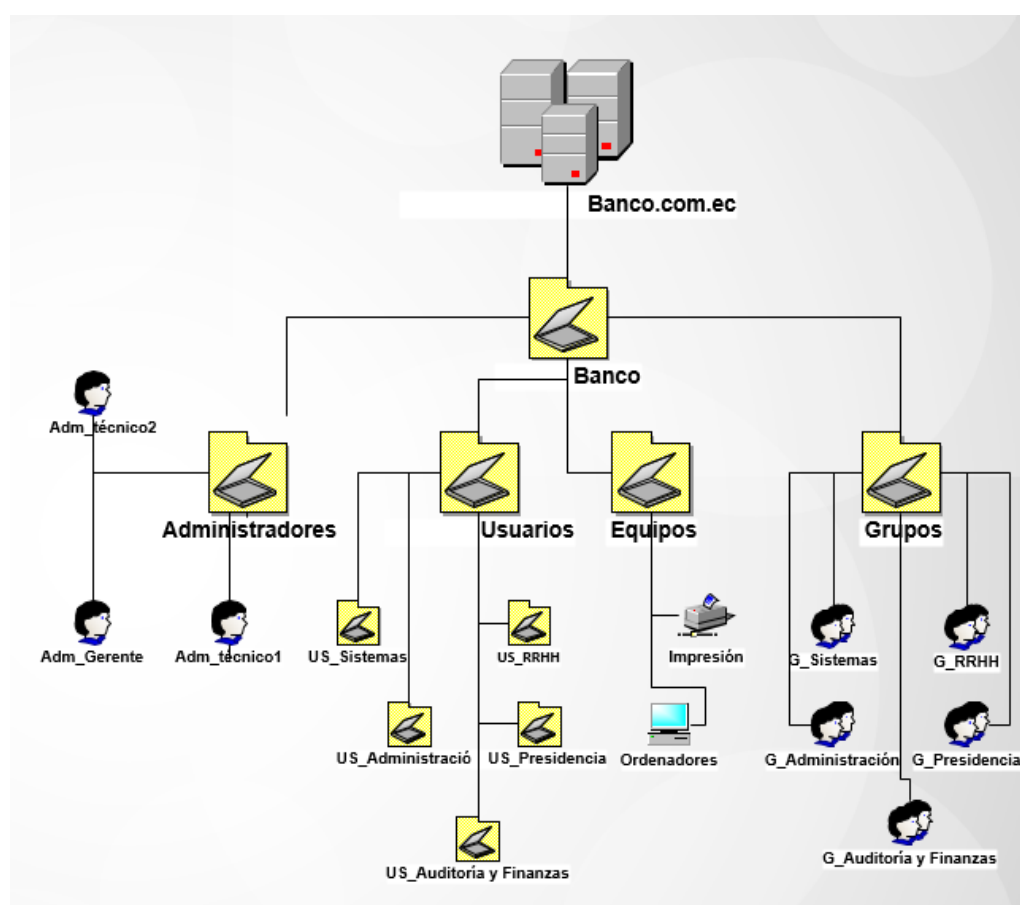 Banco.com.ec
Banco
Adm_técnico2
Administradores
Usuarios
Equipos
Grupos
Adm_Gerente
Adm_técnico1
US_Sistemas
US_RRHH
Impresión
G_Sistemas
G_RRHH
US_Administració
US_Presidencia
Ordenadores
G_Administración
G_Presidencia
US_Auditoría y Finanzas
G_Auditoría y Finanzas